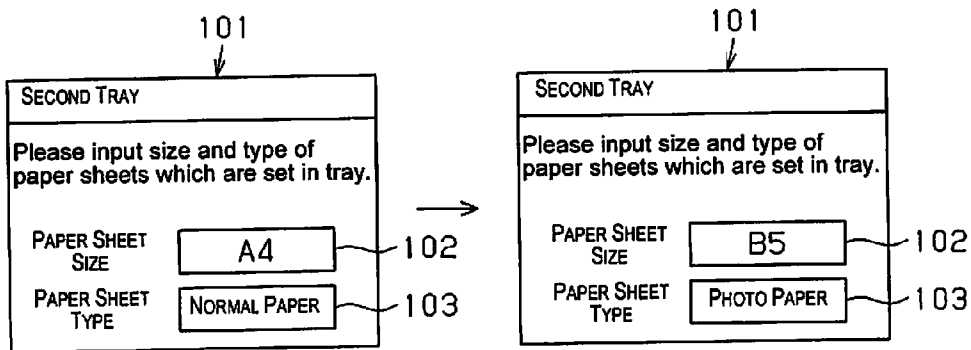 101
SECOND TRAY
Please input size and type of
paper sheets which are set in tray.
PAPER SHEET
SIZE
A4
102
PAPER SHEET
TYPE
NORMAL PAPER
103
101
SECOND TRAY
Please input size and type of
paper sheets which are set in tray.
PAPER SHEET
SIZE
B5
102
PAPER SHEET
TYPE
PHOTO PAPER
103